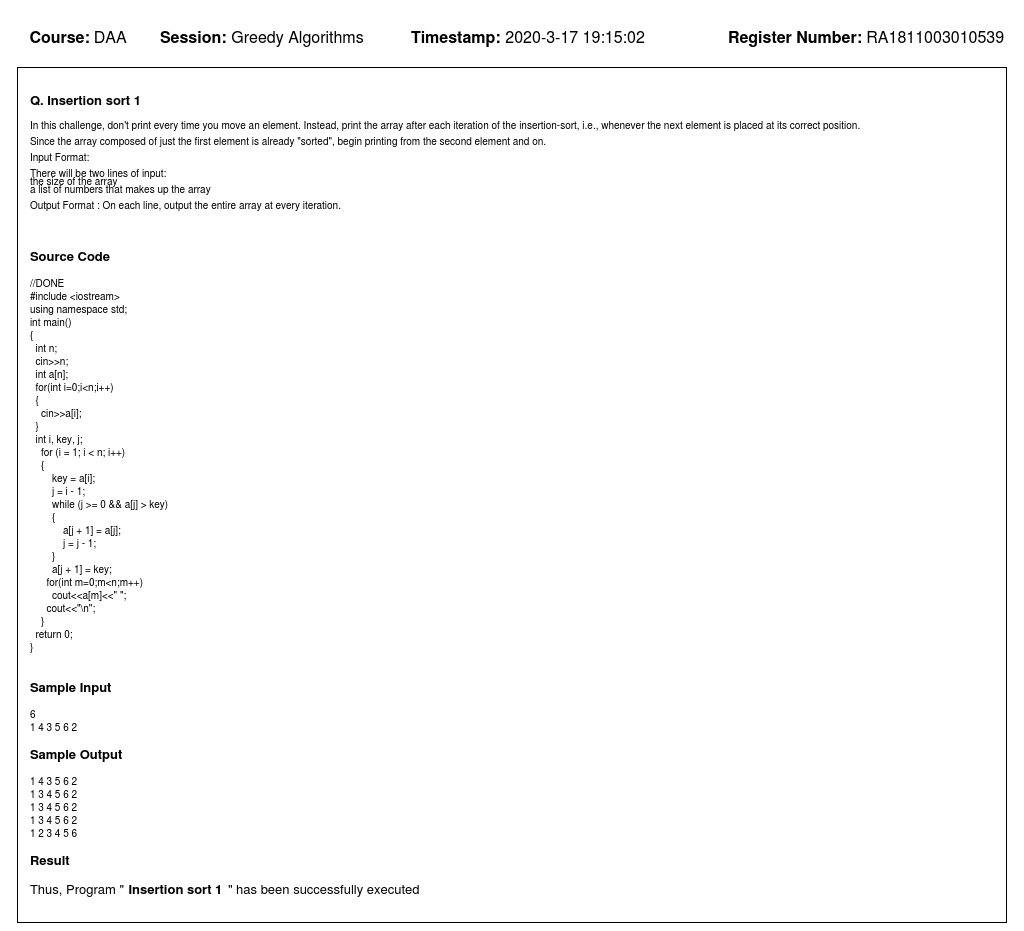 Course: DAA Session: Greedy Algorithms Timestamp: 2020-3-17 19:15:02 Register Number: RA1811003010539
Q. Insertion sort 1
In this challenge, don't print every time you move an element. Instead, print the array after each iteration of the insertion-sort, i.e., whenever the next element is placed at its correct position.
Since the array composed of just the first element is already "sorted", begin printing from the second element and on.
Input Format:
There will be two lines of input:
the size of the array
a list of numbers that makes up the array
Output Format : On each line, output the entire array at every iteration.
Source Code
//DONE
#include <iostream>
using namespace std;
int main()
{
int n;
cin>>n;
int a[n];
for(int i=0;i<n;i++)
{
cin>>a[i];
}
int i, key, j;
for (i = 1; i < n; i++)
{
key = a[i];
j = i - 1;
while (j >= 0 && a[j] > key)
{
a[j + 1] = a[j];
j = j - 1;
}
a[j + 1] = key;
for(int m=0;m<n;m++)
cout<<a[m]<<" ";
cout<<"\n";
}
return 0;
}
Sample Input
6
1 4 3 5 6 2
Sample Output
1 4 3 5 6 2
1 3 4 5 6 2
1 3 4 5 6 2
1 3 4 5 6 2
1 2 3 4 5 6
Result
Thus, Program " Insertion sort 1 " has been successfully executed